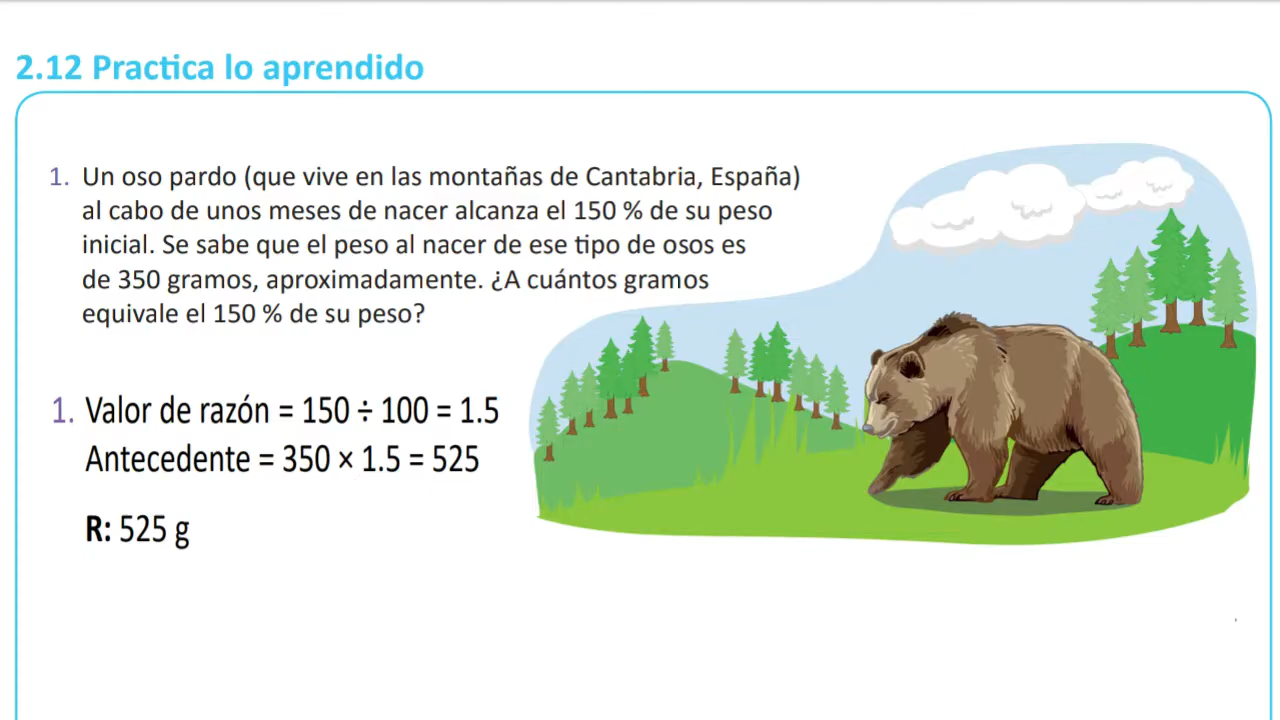 2.12 Practica lo aprendido
1. Un oso pardo (que vive en las montañas de Cantabria, España)
al cabo de unos meses de nacer alcanza el 150 % de su peso
inicial. Se sabe que el peso al nacer de ese tipo de osos es
de 350 gramos, aproximadamente. ¿A cuántos gramos
equivale el 150 % de su peso?
1. Valor de razón = 150 ÷ 100 = 1.5
Antecedente = 350 × 1.5 = 525
R: 525 g